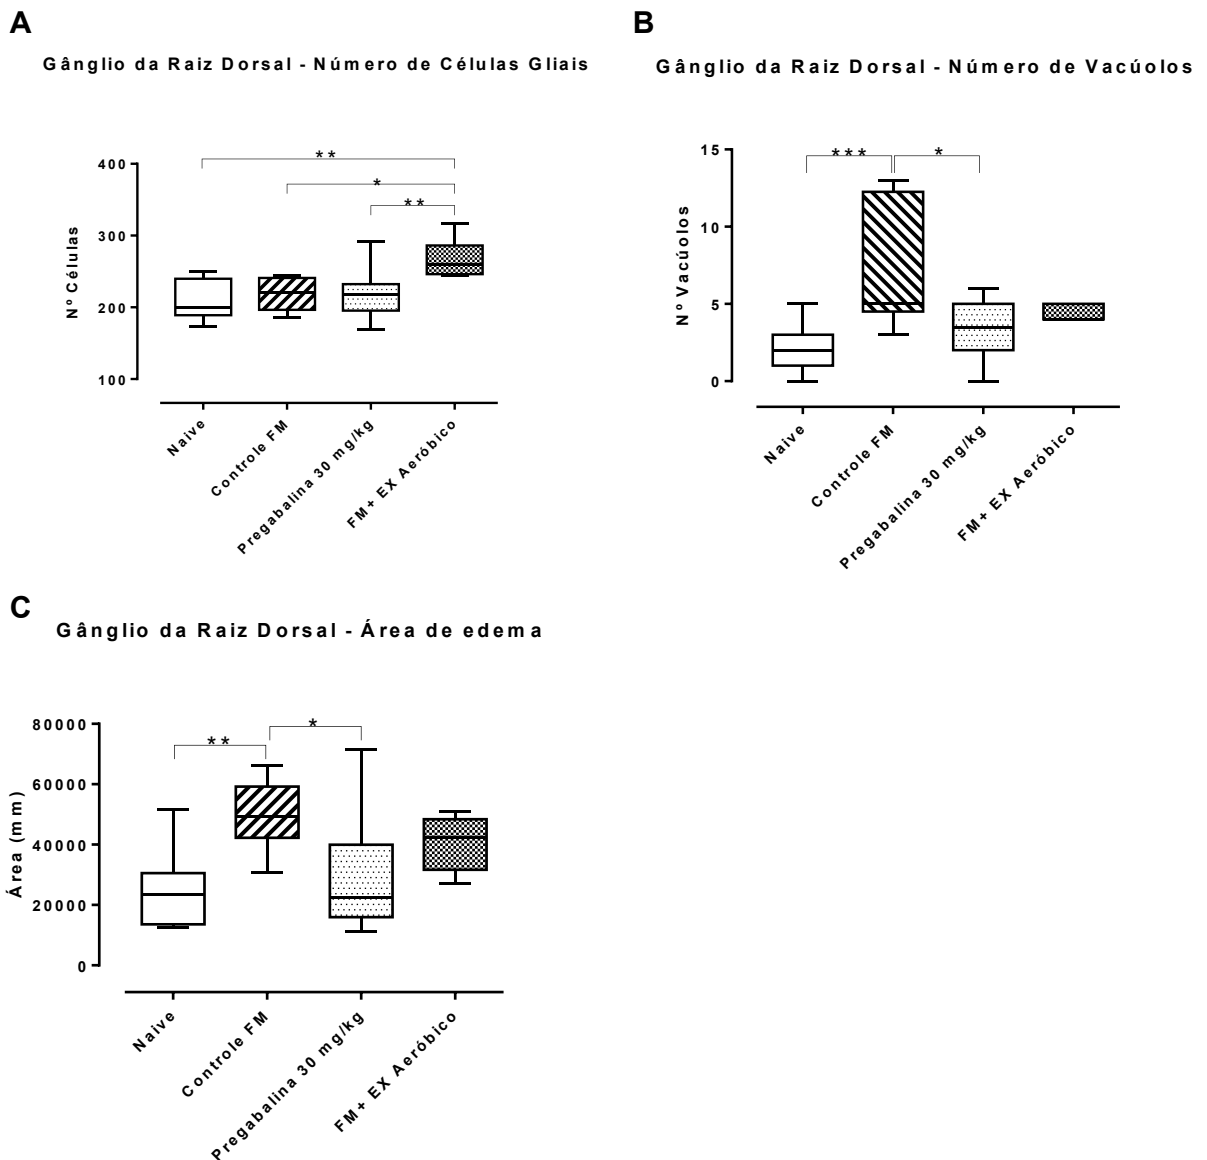 A
Gânglio da Raiz Dorsal - Número de Células Gliais
Nº Células
400
300
200
100
**
*
**
Naive
Controle FM
Pregabalina 30 mg/kg
FM+ EX Aeróbico
B
Gânglio da Raiz Dorsal - Número de Vacúolos
Nº Vacúolos
15
10
5
0
***
*
Naive
Controle FM
Pregabalina 30 mg/kg
FM+ EX Aeróbico
C
Gânglio da Raiz Dorsal - Área de edema
Área (mm)
80000
60000
40000
20000
0
**
*
Naive
Controle FM
Pregabalina 30 mg/kg
FM+ EX Aeróbico